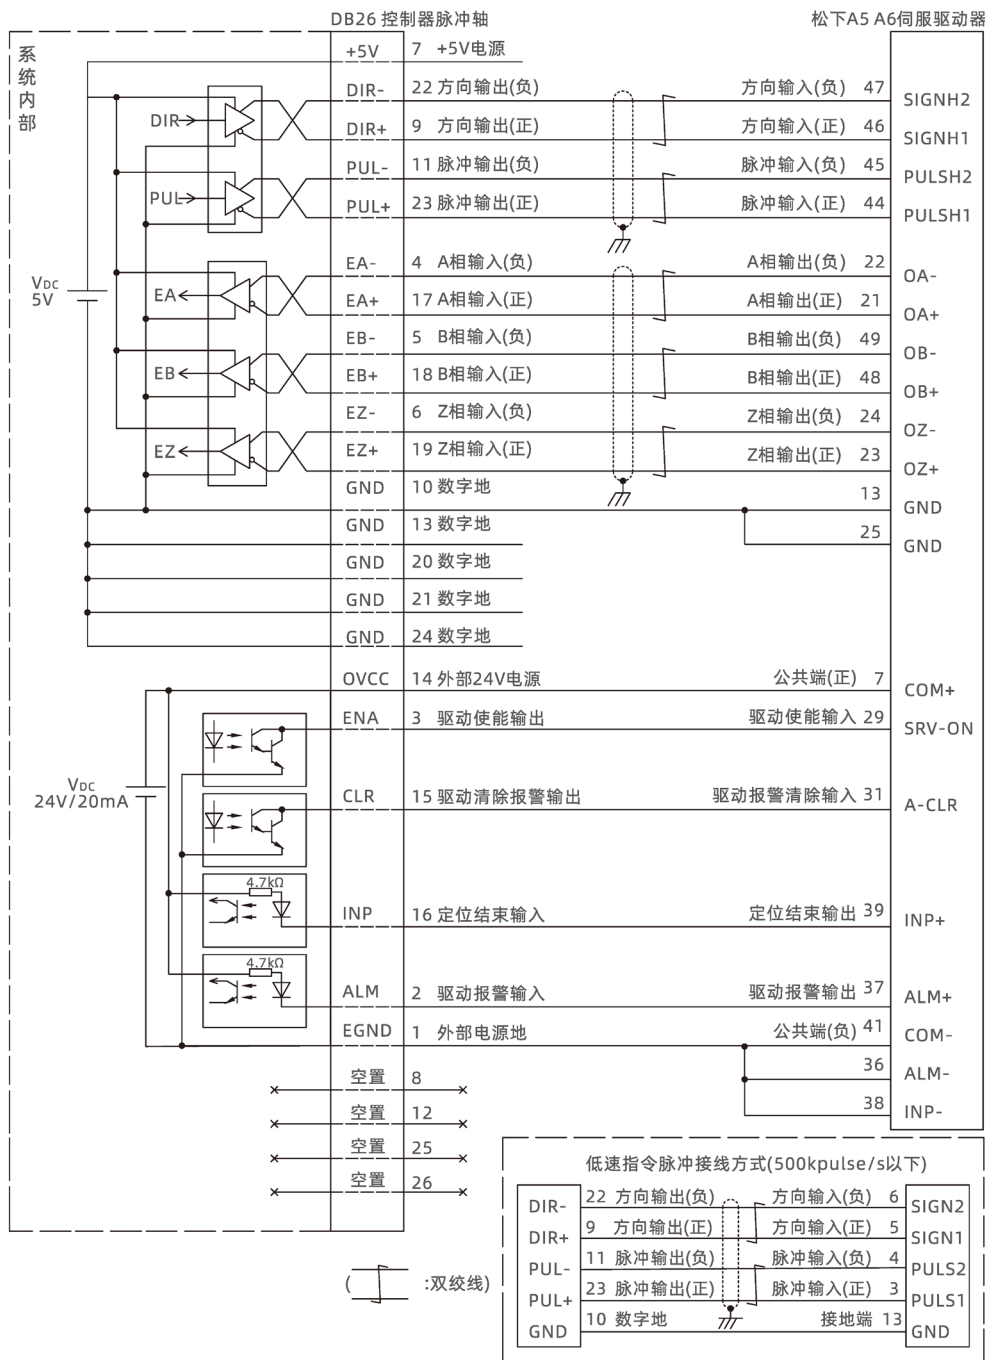 DB26 控制器脉冲轴
松下A5 A6伺服驱动器
系统内部
+5V 7 +5V电源
DIR- 22 方向输出(负) 方向输入(负) 47 SIGNH2
DIR
DIR+ 9 方向输出(正) 方向输入(正) 46 SIGNH1
PUL- 11 脉冲输出(负) 脉冲输入(负) 45 PULSH2
PUL
PUL+ 23 脉冲输出(正) 脉冲输入(正) 44 PULSH1
EA- 4 A相输入(负) A相输出(负) 22 OA-
VDC
5V
EA
EA+ 17 A相输入(正) A相输出(正) 21 OA+
EB- 5 B相输入(负) B相输出(负) 49 OB-
EB
EB+ 18 B相输入(正) B相输出(正) 48 OB+
EZ- 6 Z相输入(负) Z相输出(负) 24 OZ-
EZ
EZ+ 19 Z相输入(正) Z相输出(正) 23 OZ+
GND 10 数字地 13 GND
GND 13 数字地 25 GND
GND 20 数字地
GND 21 数字地
GND 24 数字地
OVCC 14 外部24V电源 公共端(正) 7 COM+
ENA 3 驱动使能输出 驱动使能输入 29 SRV-ON
VDC
24V/20mA
CLR 15 驱动清除报警输出 驱动报警清除输入 31 A-CLR
4.7kΩ
INP 16 定位结束输入 定位结束输出 39 INP+
4.7kΩ
ALM 2 驱动报警输入 驱动报警输出 37 ALM+
EGND 1 外部电源地 公共端(负) 41 COM-
36 ALM-
38 INP-
空置 8
空置 12
空置 25
空置 26
(:双绞线)
低速指令脉冲接线方式(500kpulse/s以下)
DIR- 22 方向输出(负) 方向输入(负) 6 SIGN2
DIR+ 9 方向输出(正) 方向输入(正) 5 SIGN1
PUL- 11 脉冲输出(负) 脉冲输入(负) 4 PULS2
PUL+ 23 脉冲输出(正) 脉冲输入(正) 3 PULS1
GND 10 数字地 接地端 13 GND